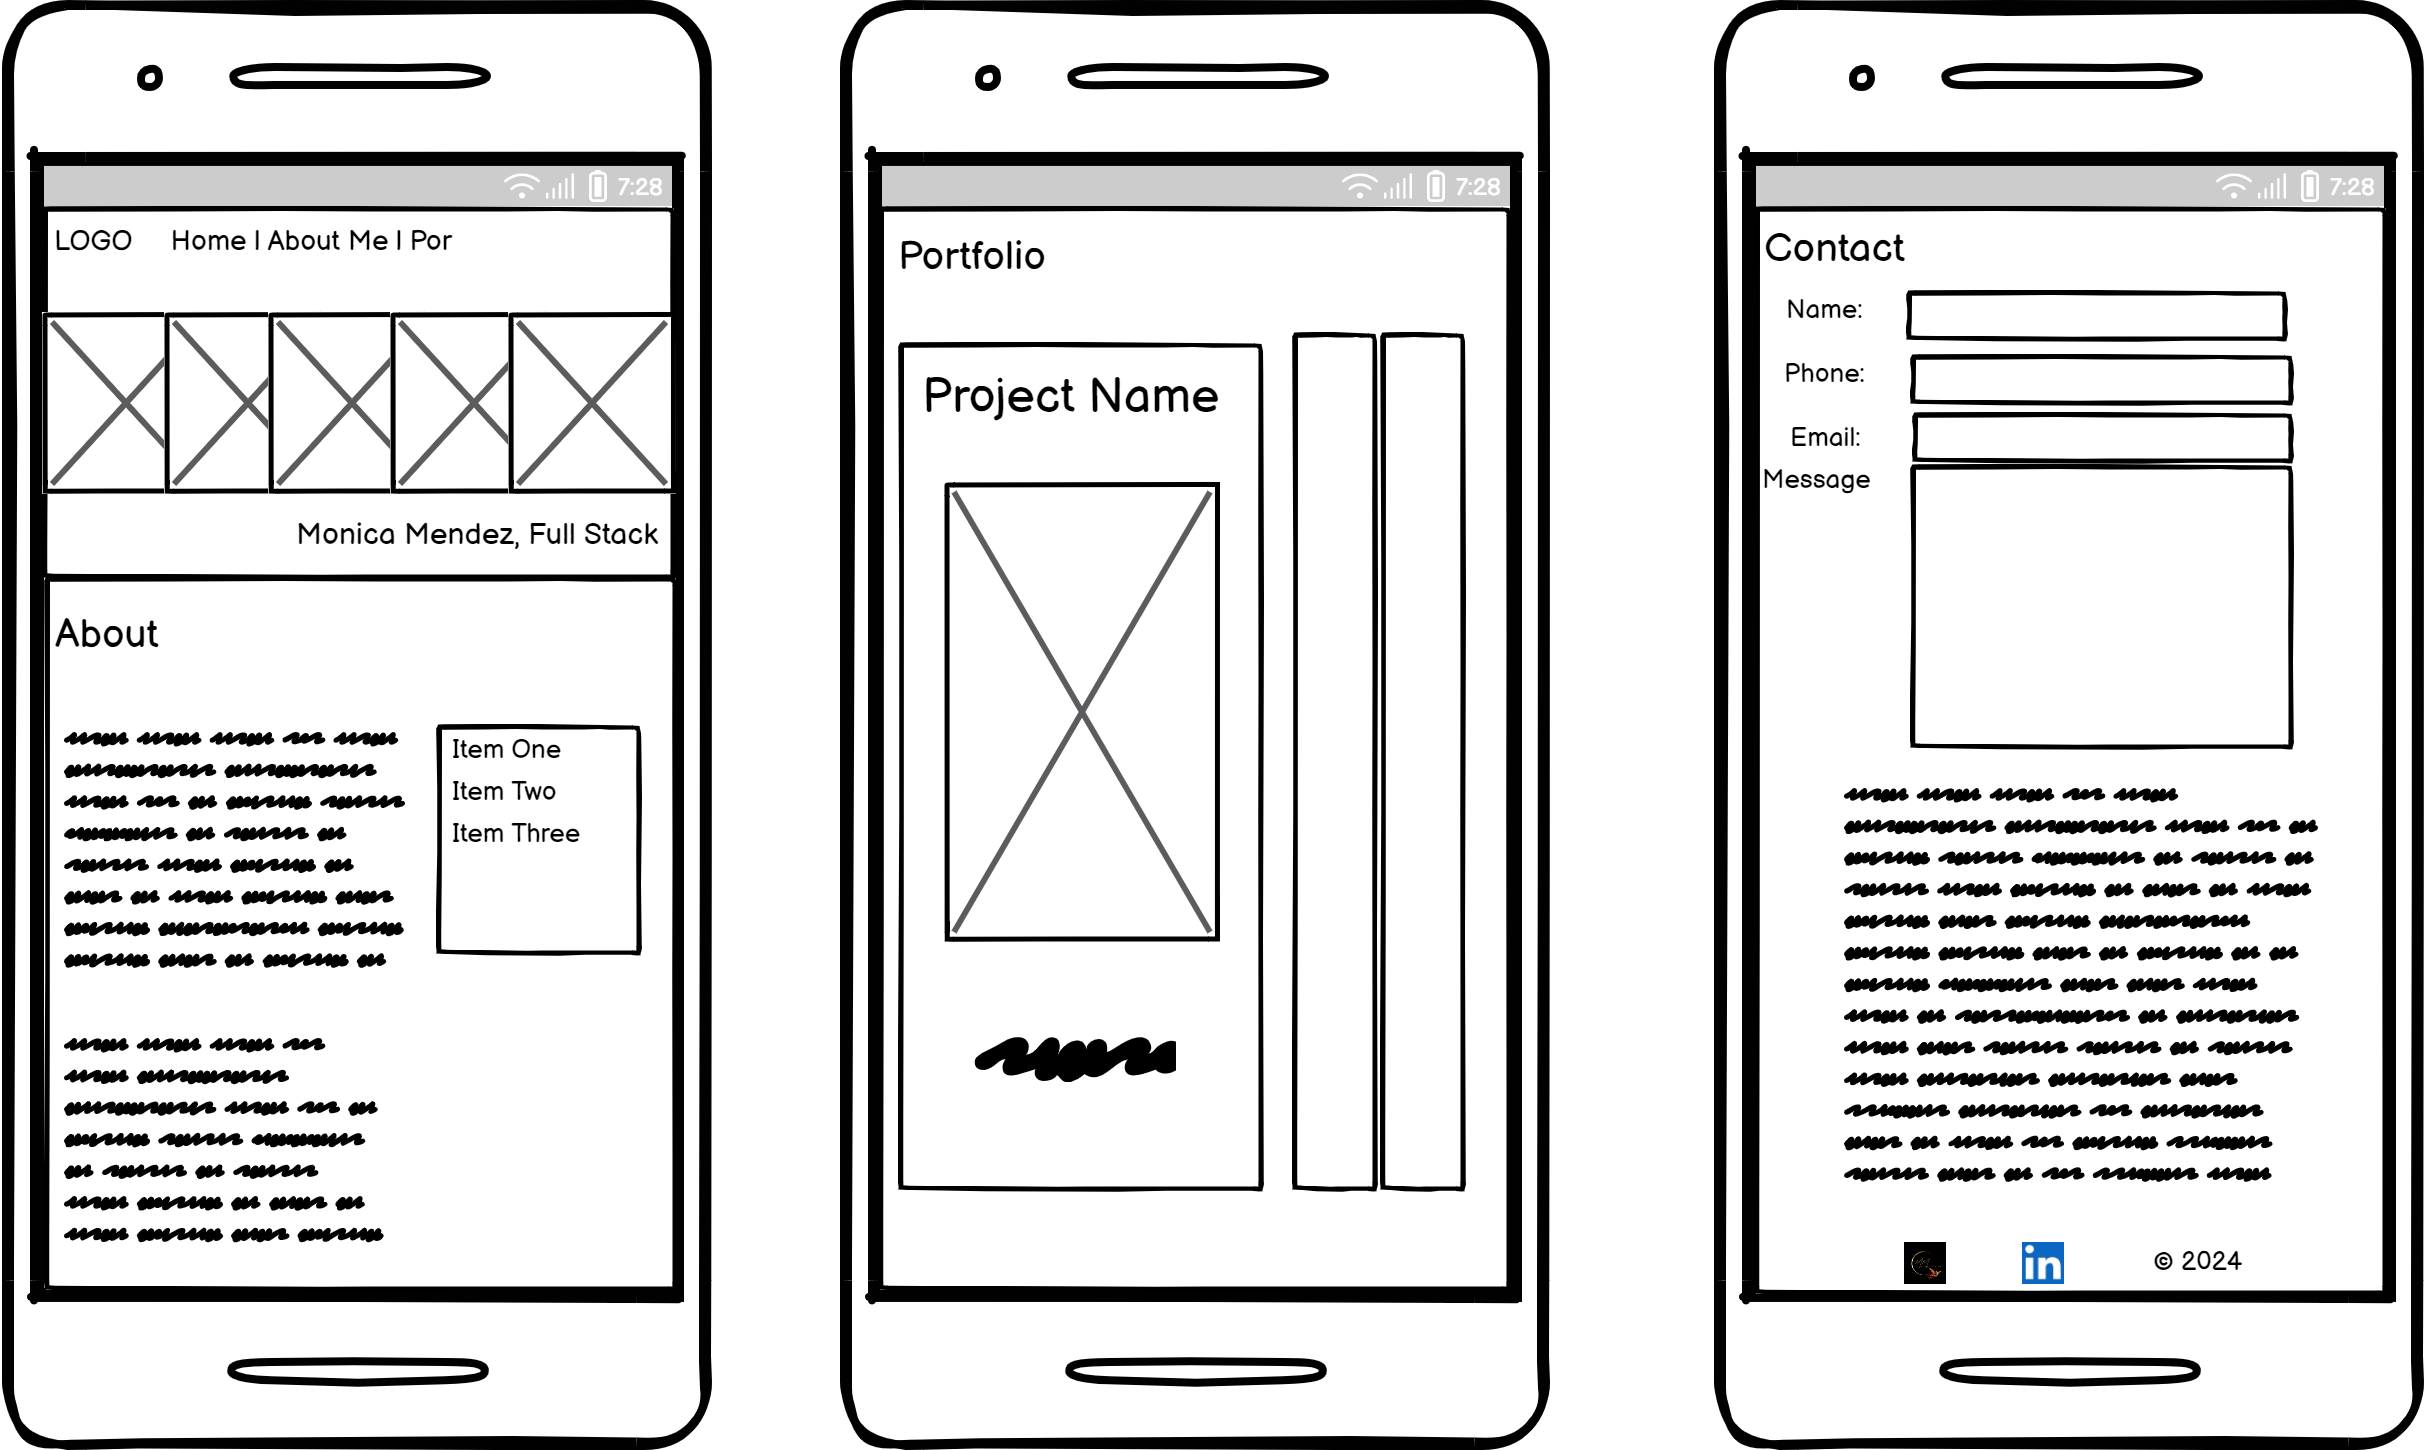 7:28
LOGO Home | About Me | Por
Monica Mendez, Full Stack
About
Item One
Item Two
Item Three
7:28
Portfolio
Project Name
7:28
Contact
Name:
Phone:
Email:
Message
in
© 2024